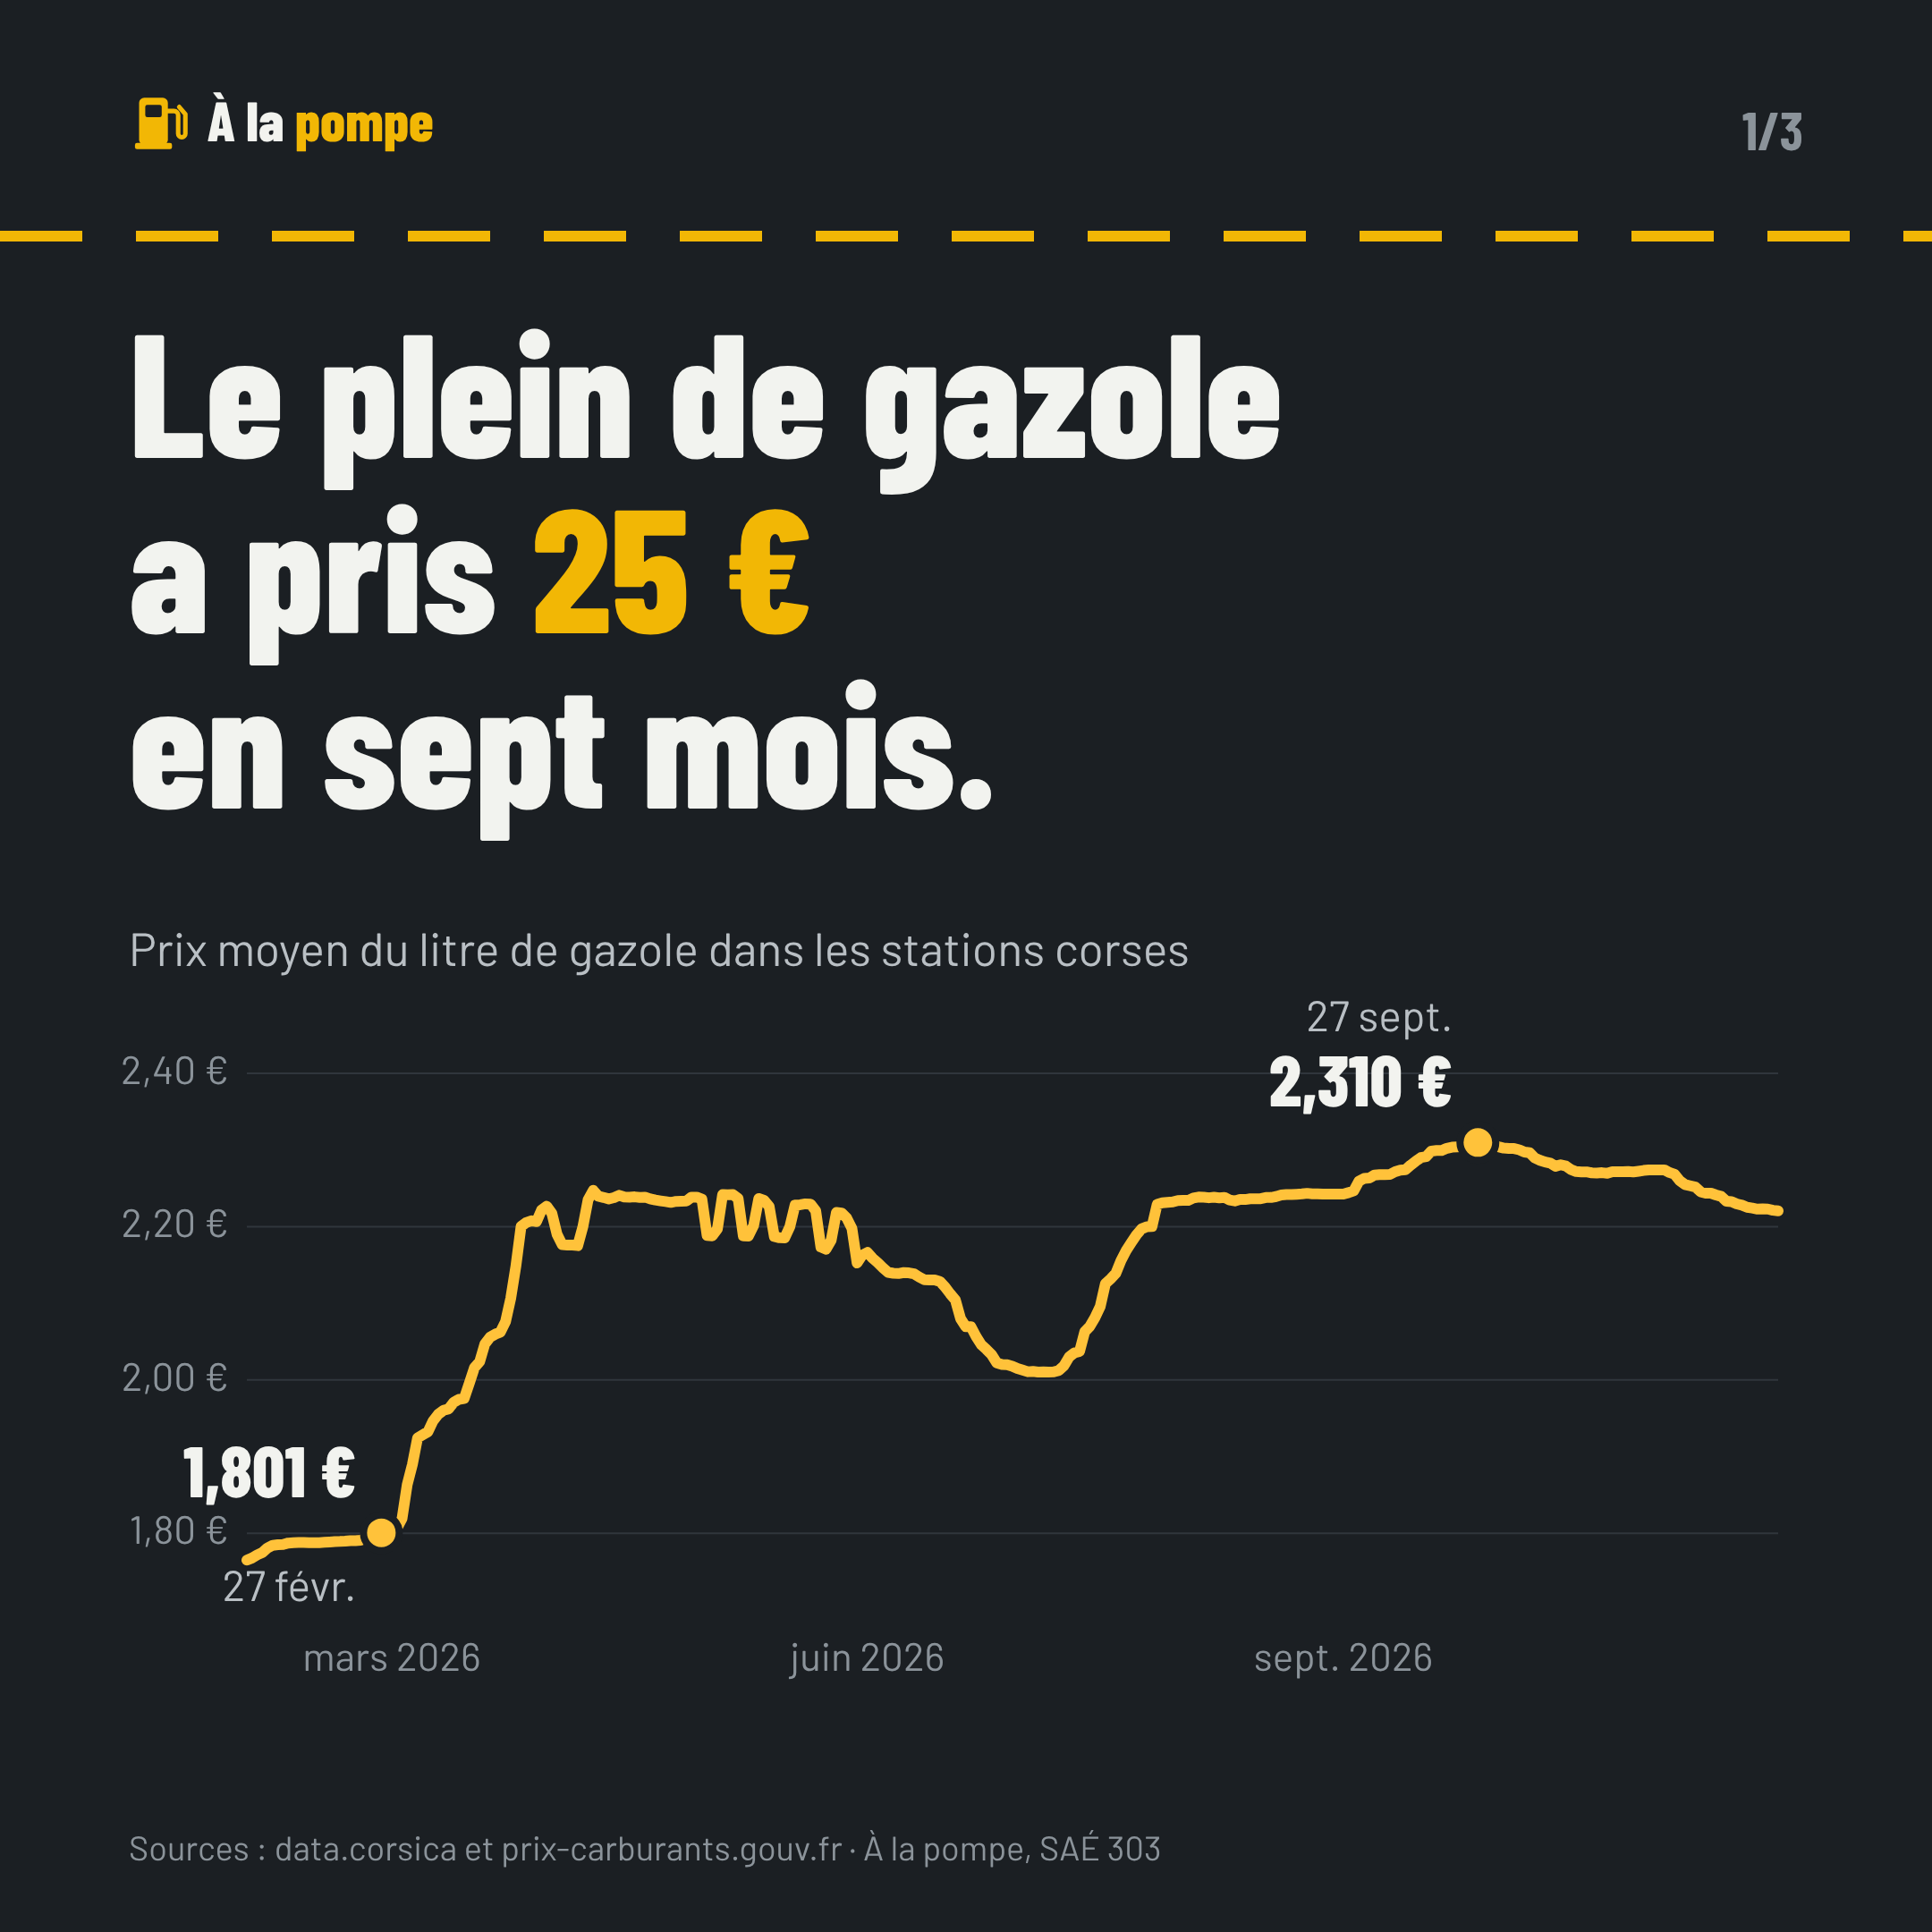 À la pompe
1/3
Le plein de gazole
a pris 25 €
en sept mois.
Prix moyen du litre de gazole dans les stations corses
27 sept.
2,310 €
2,40 €
2,20 €
2,00 €
1,801 €
1,80 €
27 févr.
mars 2026 juin 2026 sept. 2026
Sources : data.corsica et prix-carburants.gouv.fr · À la pompe, SAÉ 303